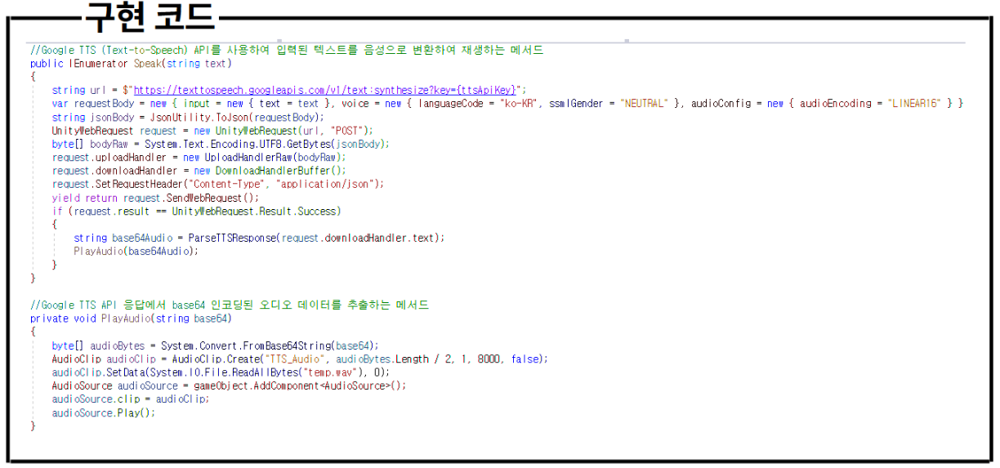 구현 코드
//Google TTS (Text-to-Speech) API를 사용하여 입력된 텍스트를 음성으로 변환하여 재생하는 메서드
public IEnumerator Speak(string text)
{
string url = $"https://texttospeech.googleapis.com/v1/text:synthesize?key={ttsApiKey}";
var requestBody = new { input = new { text = text }, voice = new { languageCode = "ko-KR", ssmlGender = "NEUTRAL" }, audioConfig = new { audioEncoding = "LINEAR16" } }
string jsonBody = JsonUtility.ToJson(requestBody);
UnityWebRequest request = new UnityWebRequest(url, "POST");
byte[] bodyRaw = System.Text.Encoding.UTF8.GetBytes(jsonBody);
request.uploadHandler = new UploadHandlerRaw(bodyRaw);
request.downloadHandler = new DownloadHandlerBuffer();
request.SetRequestHeader("Content-Type", "application/json");
yield return request.SendWebRequest();
if (request.result == UnityWebRequest.Result.Success)
{
string base64Audio = ParseTTSResponse(request.downloadHandler.text);
PlayAudio(base64Audio);
}
}
//Google TTS API 응답에서 base64 인코딩된 오디오 데이터를 추출하는 메서드
private void PlayAudio(string base64)
{
byte[] audioBytes = System.Convert.FromBase64String(base64);
AudioClip audioClip = AudioClip.Create("TTS_Audio", audioBytes.Length / 2, 1, 8000, false);
audioClip.SetData(System.IO.File.ReadAllBytes("temp.wav"), 0);
AudioSource audioSource = gameObject.AddComponent<AudioSource>();
audioSource.clip = audioClip;
audioSource.Play();
}